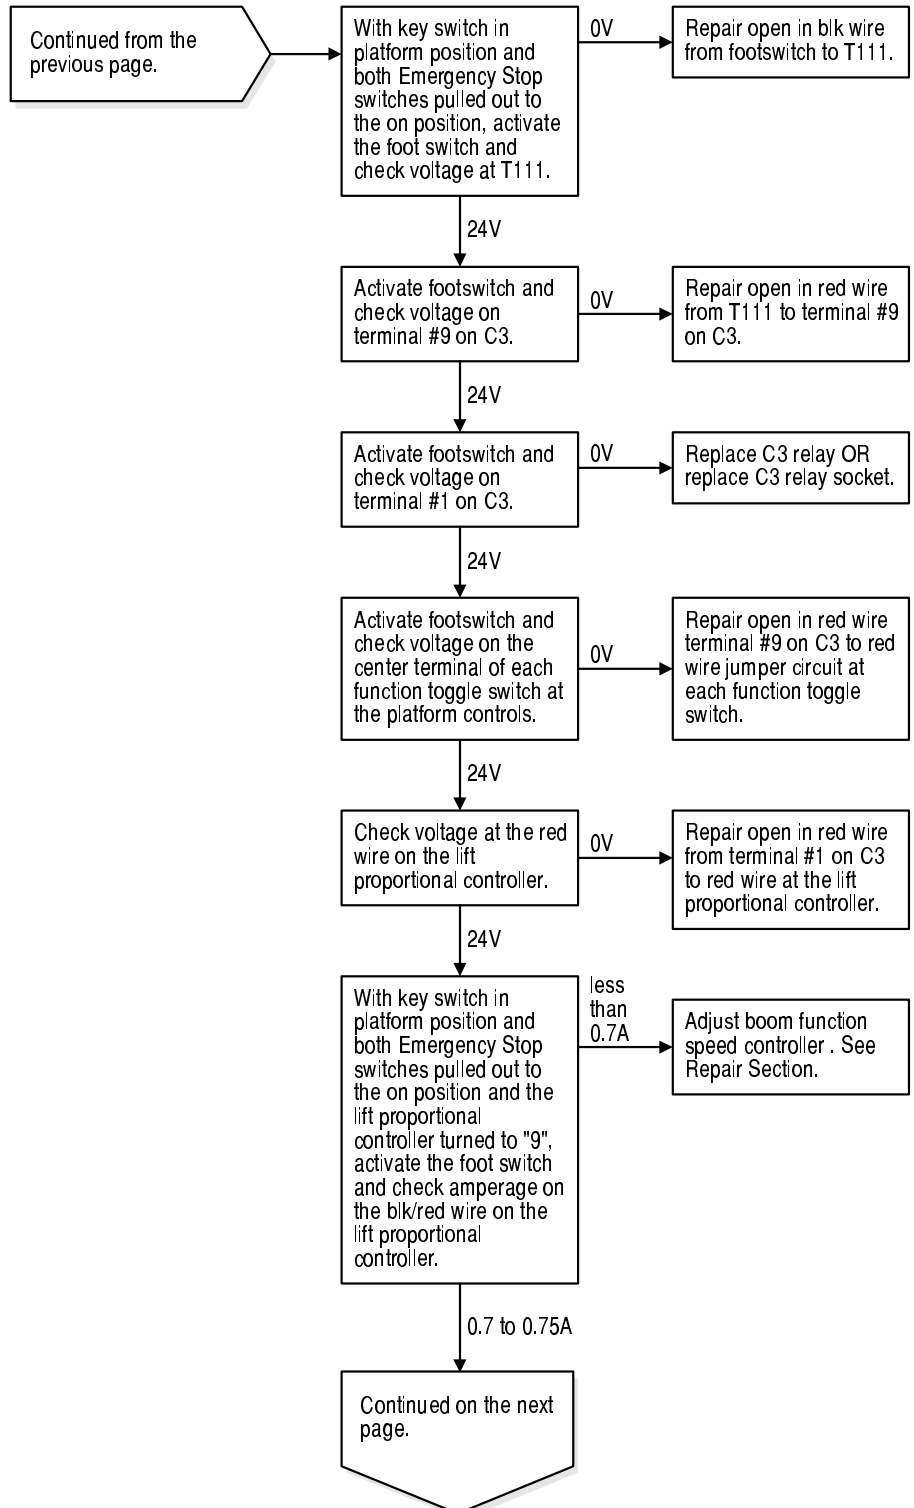 Continued from the
previous page.
With key switch in
platform position and
both Emergency Stop
switches pulled out to
the on position, activate
the foot switch and
check voltage at T111.
0V
Repair open in blk wire
from footswitch to T111.
24V
Activate footswitch and
check voltage on
terminal #9 on C3.
0V
Repair open in red wire
from T111 to terminal #9
on C3.
24V
Activate footswitch and
check voltage on
terminal #1 on C3.
0V
Replace C3 relay OR
replace C3 relay socket.
24V
Activate footswitch and
check voltage on the
center terminal of each
function toggle switch at
the platform controls.
0V
Repair open in red wire
terminal #9 on C3 to red
wire jumper circuit at
each function toggle
switch.
24V
Check voltage at the red
wire on the lift
proportional controller.
0V
Repair open in red wire
from terminal #1 on C3
to red wire at the lift
proportional controller.
24V
With key switch in
platform position and
both Emergency Stop
switches pulled out to
the on position and the
lift proportional
controller turned to "9",
activate the foot switch
and check amperage on
the blk/red wire on the
lift proportional
controller.
less
than
0.7A
Adjust boom function
speed controller . See
Repair Section.
0.7 to 0.75A
Continued on the next
page.